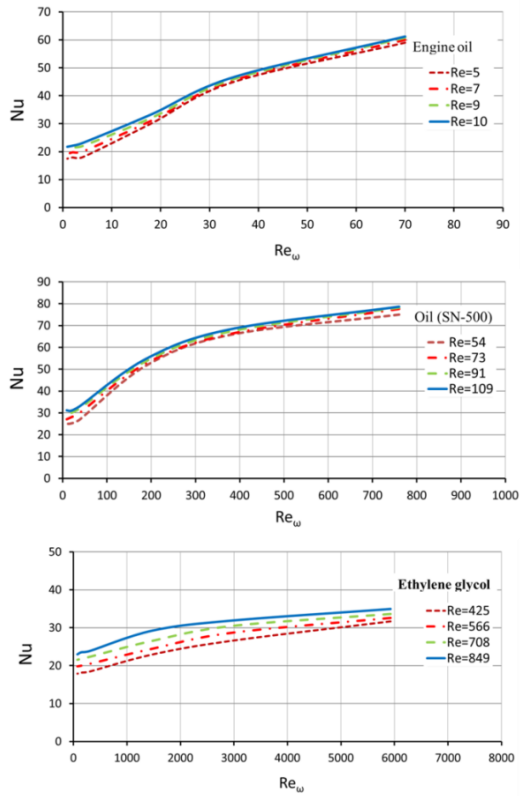 70
60
50
40
30
20
10
0
Nu
0 10 20 30 40 50 60 70 80 90
Reω
Engine oil
Re=5
Re=7
Re=9
Re=10
90
80
70
60
50
40
30
20
10
0
Nu
0 100 200 300 400 500 600 700 800 900 1000
Reω
Oil (SN-500)
Re=54
Re=73
Re=91
Re=109
50
40
30
20
10
0
Nu
0 1000 2000 3000 4000 5000 6000 7000 8000
Reω
Ethylene glycol
Re=425
Re=566
Re=708
Re=849